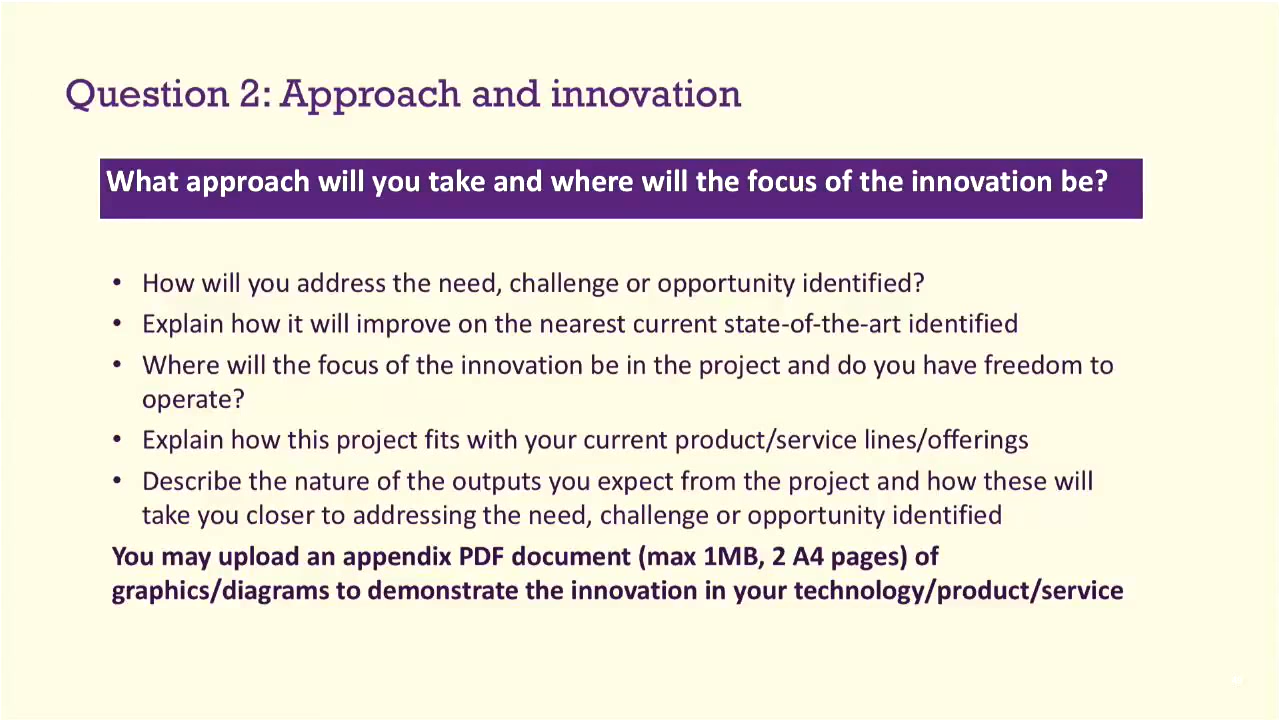 Question 2: Approach and innovation
What approach will you take and where will the focus of the innovation be?
• How will you address the need, challenge or opportunity identified?
• Explain how it will improve on the nearest current state-of-the-art identified
• Where will the focus of the innovation be in the project and do you have freedom to
operate?
• Explain how this project fits with your current product/service lines/offerings
• Describe the nature of the outputs you expect from the project and how these will
take you closer to addressing the need, challenge or opportunity identified
You may upload an appendix PDF document (max 1MB, 2 A4 pages) of
graphics/diagrams to demonstrate the innovation in your technology/product/service